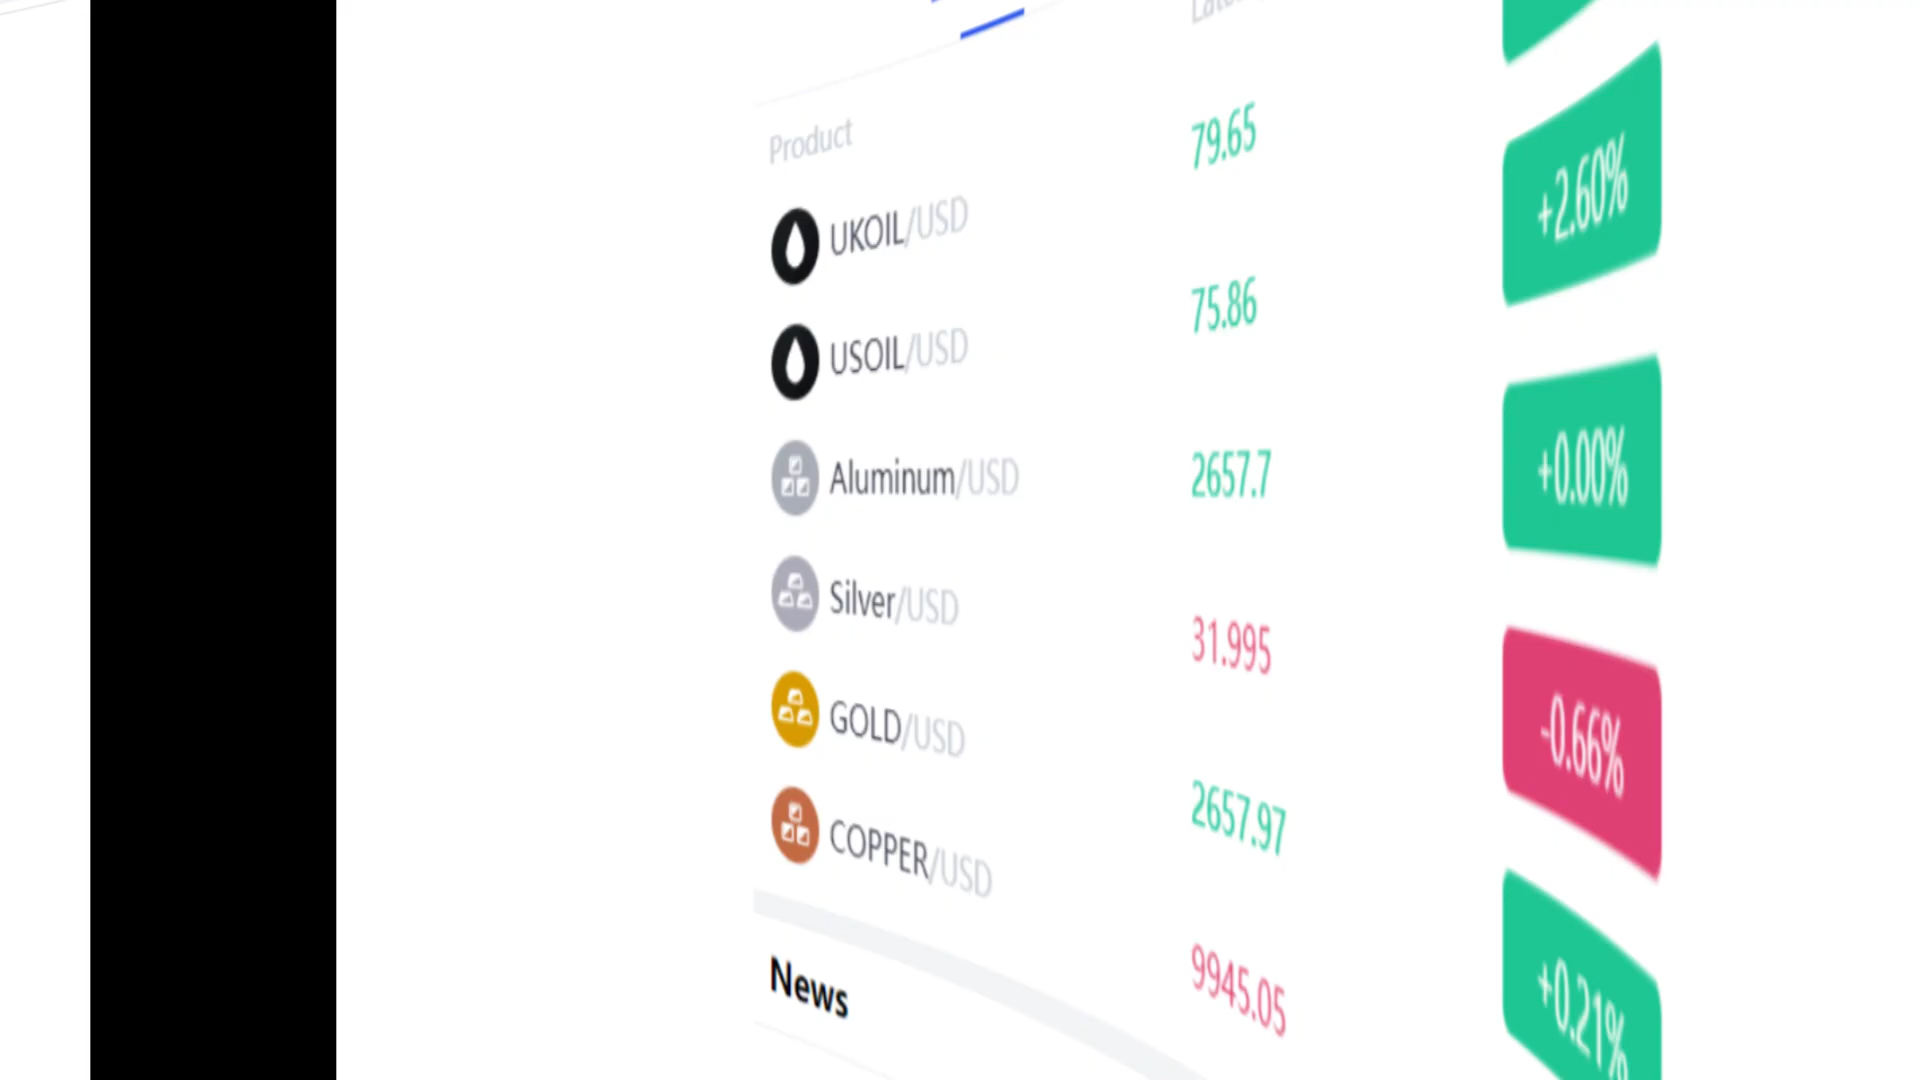 Product
UKOIL/USD 79.65
USOIL/USD 75.86 +2.60%
Aluminum/USD 2657.7 +0.00%
Silver/USD 31.995 -0.66%
GOLD/USD 2657.97 +0.21%
COPPER/USD 9945.05
News